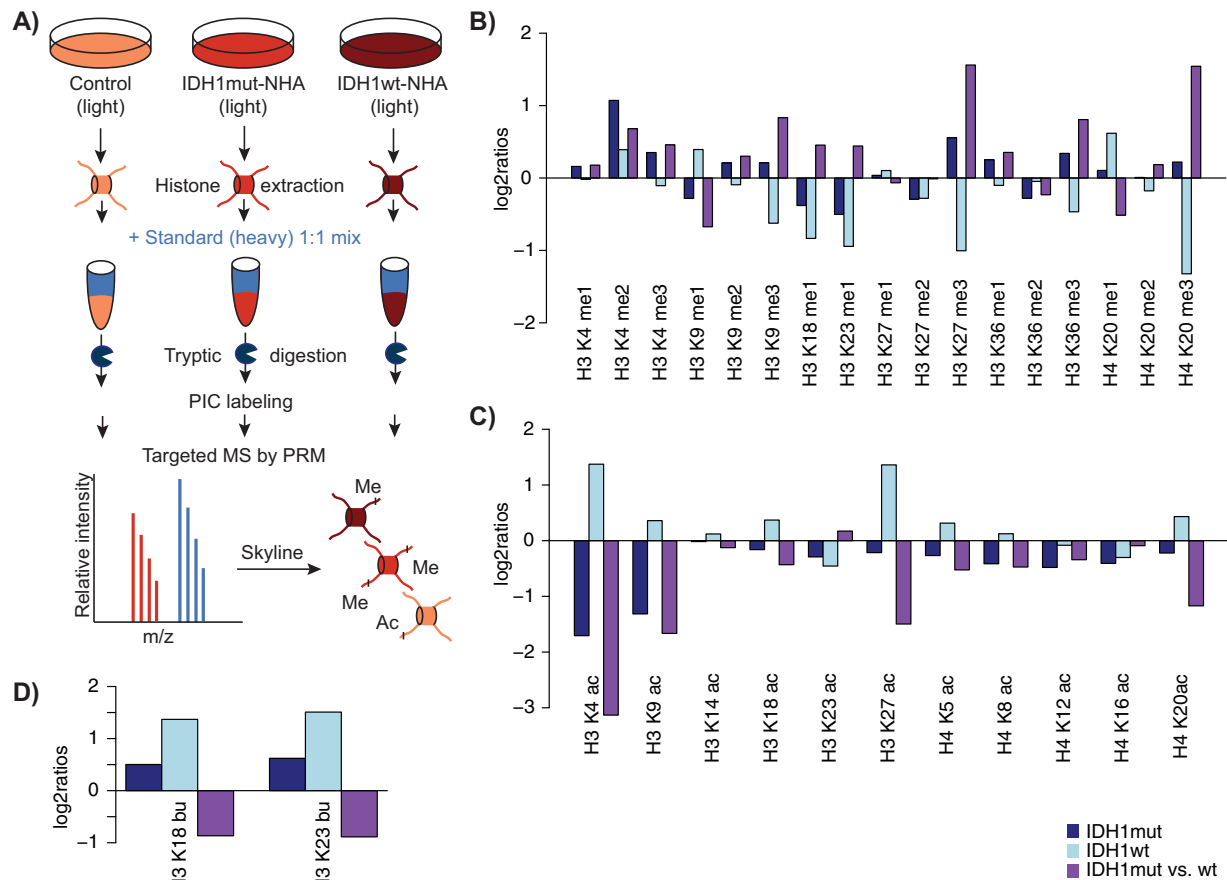 A)
Control
(light)
IDH1mut-NHA
(light)
IDH1wt-NHA
(light)
Histone extraction
+ Standard (heavy) 1:1 mix
Tryptic digestion
PIC labeling
Targeted MS by PRM
Relative intensity
m/z
Skyline
Me
Me
Me
Ac
B)
log2ratios
2
1
0
−1
−2
H3 K4 me1
H3 K4 me2
H3 K4 me3
H3 K9 me1
H3 K9 me2
H3 K9 me3
H3 K18 me1
H3 K23 me1
H3 K27 me1
H3 K27 me2
H3 K27 me3
H3 K36 me1
H3 K36 me2
H3 K36 me3
H4 K20 me1
H4 K20 me2
H4 K20 me3
C)
log2ratios
2
1
0
−1
−2
−3
H3 K4 ac
H3 K9 ac
H3 K14 ac
H3 K18 ac
H3 K23 ac
H3 K27 ac
H4 K5 ac
H4 K8 ac
H4 K12 ac
H4 K16 ac
H4 K20ac
D)
log2ratios
2
1
0
−1
3 K18 bu
3 K23 bu
IDH1mut
IDH1wt
IDH1mut vs. wt